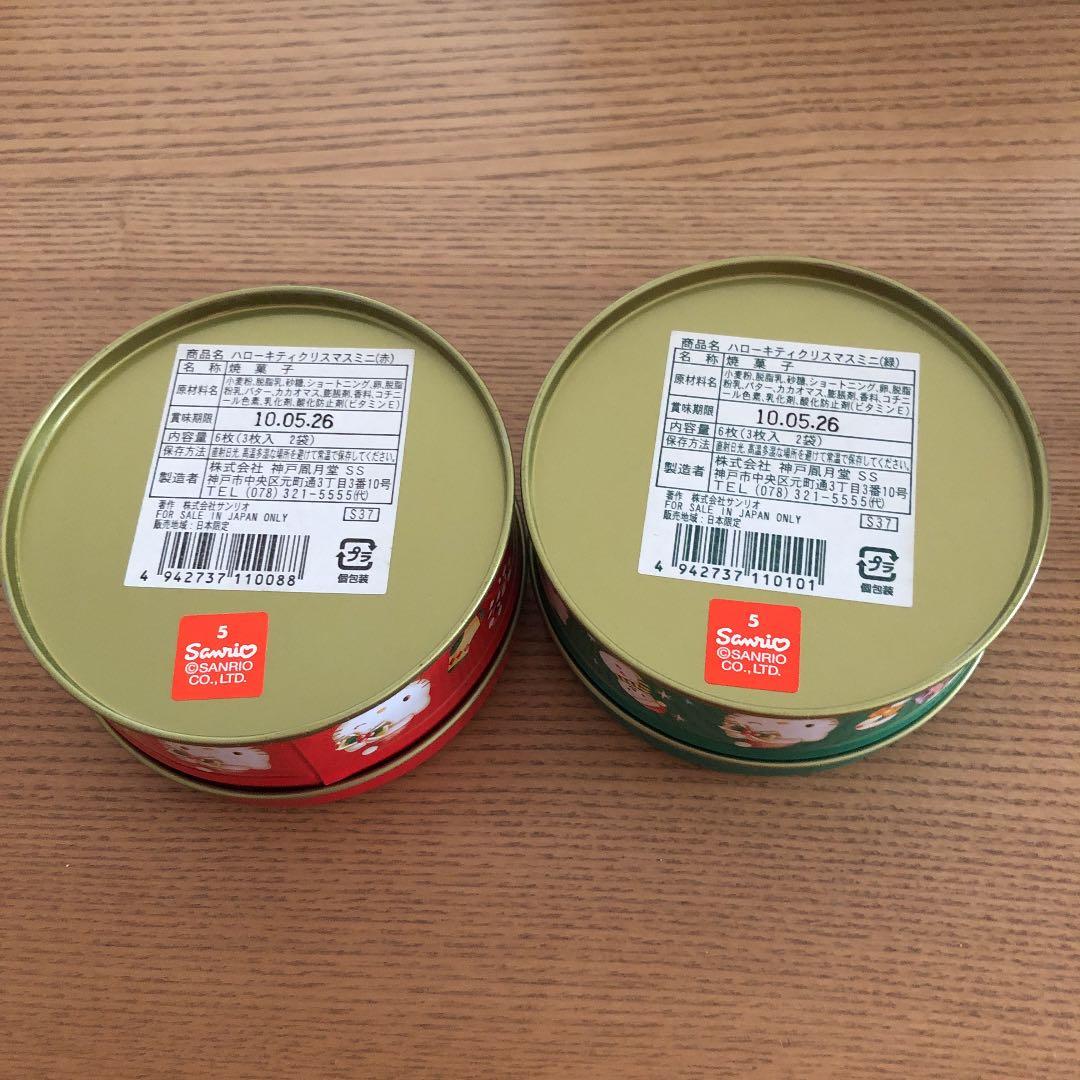 商品名 ハローキティクリスマスミニ(赤)
名 称 焼 菓 子
原材料名 小麦粉,脱脂乳,砂糖,ショートニング,卵,脱脂
粉乳,バター,カカオマス,膨脹剤,香料,コチニ
ール色素,乳化剤,酸化防止剤(ビタミンE)
賞味期限 10.05.26
内容量 6枚(3枚入 2袋)
保存方法 直射日光,高温多湿な場所を避けて常温で保存してください。
製造者 株式会社 神戸凮月堂 SS
神戸市中央区元町通3丁目3番10号
TEL (078) 321-5555(代)
著作 株式会社サンリオ
FOR SALE IN JAPAN ONLY
販売地域:日本限定
S37
4 942737 110088
プラ
個包装
5
Sanrio
©SANRIO
CO.,LTD.
商品名 ハローキティクリスマスミニ(緑)
名 称 焼 菓 子
原材料名 小麦粉,脱脂乳,砂糖,ショートニング,卵,脱脂
粉乳,バター,カカオマス,膨脹剤,香料,コチニ
ール色素,乳化剤,酸化防止剤(ビタミンE)
賞味期限 10.05.26
内容量 6枚(3枚入 2袋)
保存方法 直射日光,高温多湿な場所を避けて常温で保存してください。
製造者 株式会社 神戸凮月堂 SS
神戸市中央区元町通3丁目3番10号
TEL (078) 321-5555(代)
著作 株式会社サンリオ
FOR SALE IN JAPAN ONLY
販売地域:日本限定
S37
4 942737 110101
プラ
個包装
5
Sanrio
©SANRIO
CO.,LTD.